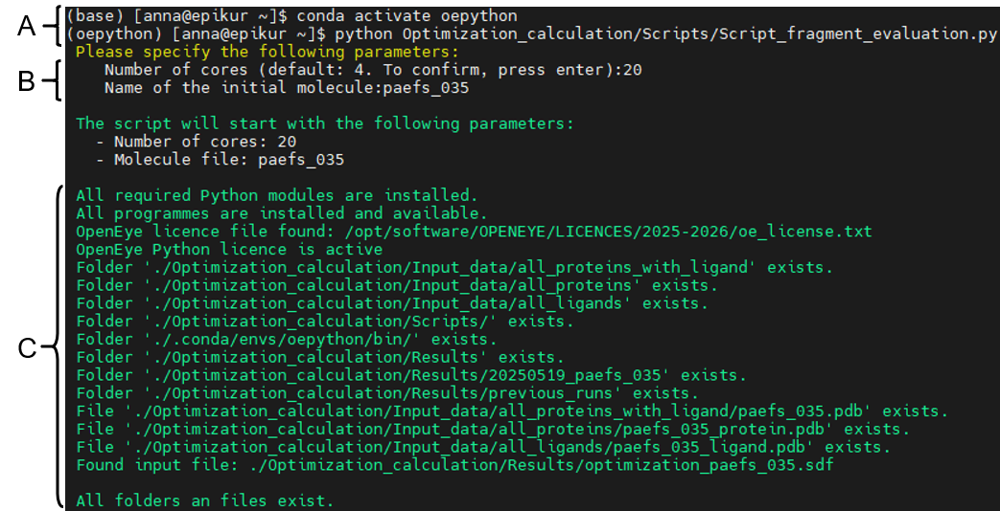 A
(base) [anna@epikur ~]$ conda activate oepython
(oepython) [anna@epikur ~]$ python Optimization_calculation/Scripts/Script_fragment_evaluation.py
Please specify the following parameters:
B
Number of cores (default: 4. To confirm, press enter):20
Name of the initial molecule:paefs_035
The script will start with the following parameters:
- Number of cores: 20
- Molecule file: paefs_035
C
All required Python modules are installed.
All programmes are installed and available.
OpenEye licence file found: /opt/software/OPENEYE/LICENCES/2025-2026/oe_license.txt
OpenEye Python licence is active
Folder './Optimization_calculation/Input_data/all_proteins_with_ligand' exists.
Folder './Optimization_calculation/Input_data/all_proteins' exists.
Folder './Optimization_calculation/Input_data/all_ligands' exists.
Folder './Optimization_calculation/Scripts/' exists.
Folder './.conda/envs/oepython/bin/' exists.
Folder './Optimization_calculation/Results' exists.
Folder './Optimization_calculation/Results/20250519_paefs_035' exists.
Folder './Optimization_calculation/Results/previous_runs' exists.
File './Optimization_calculation/Input_data/all_proteins_with_ligand/paefs_035.pdb' exists.
File './Optimization_calculation/Input_data/all_proteins/paefs_035_protein.pdb' exists.
File './Optimization_calculation/Input_data/all_ligands/paefs_035_ligand.pdb' exists.
Found input file: ./Optimization_calculation/Results/optimization_paefs_035.sdf
All folders an files exist.